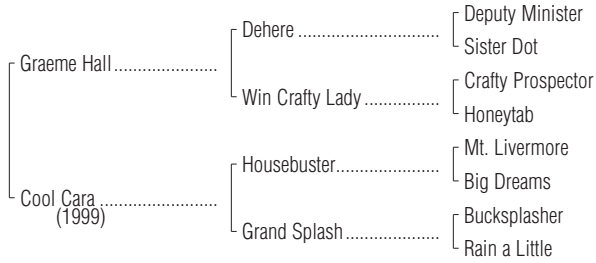 Deputy Minister
Dehere ..............................
Sister Dot
Graeme Hall......................
Crafty Prospector
Win Crafty Lady ................
Honeytab
Mt. Livermore
Housebuster......................
Big Dreams
Cool Cara .........................
(1999)
Bucksplasher
Grand Splash....................
Rain a Little